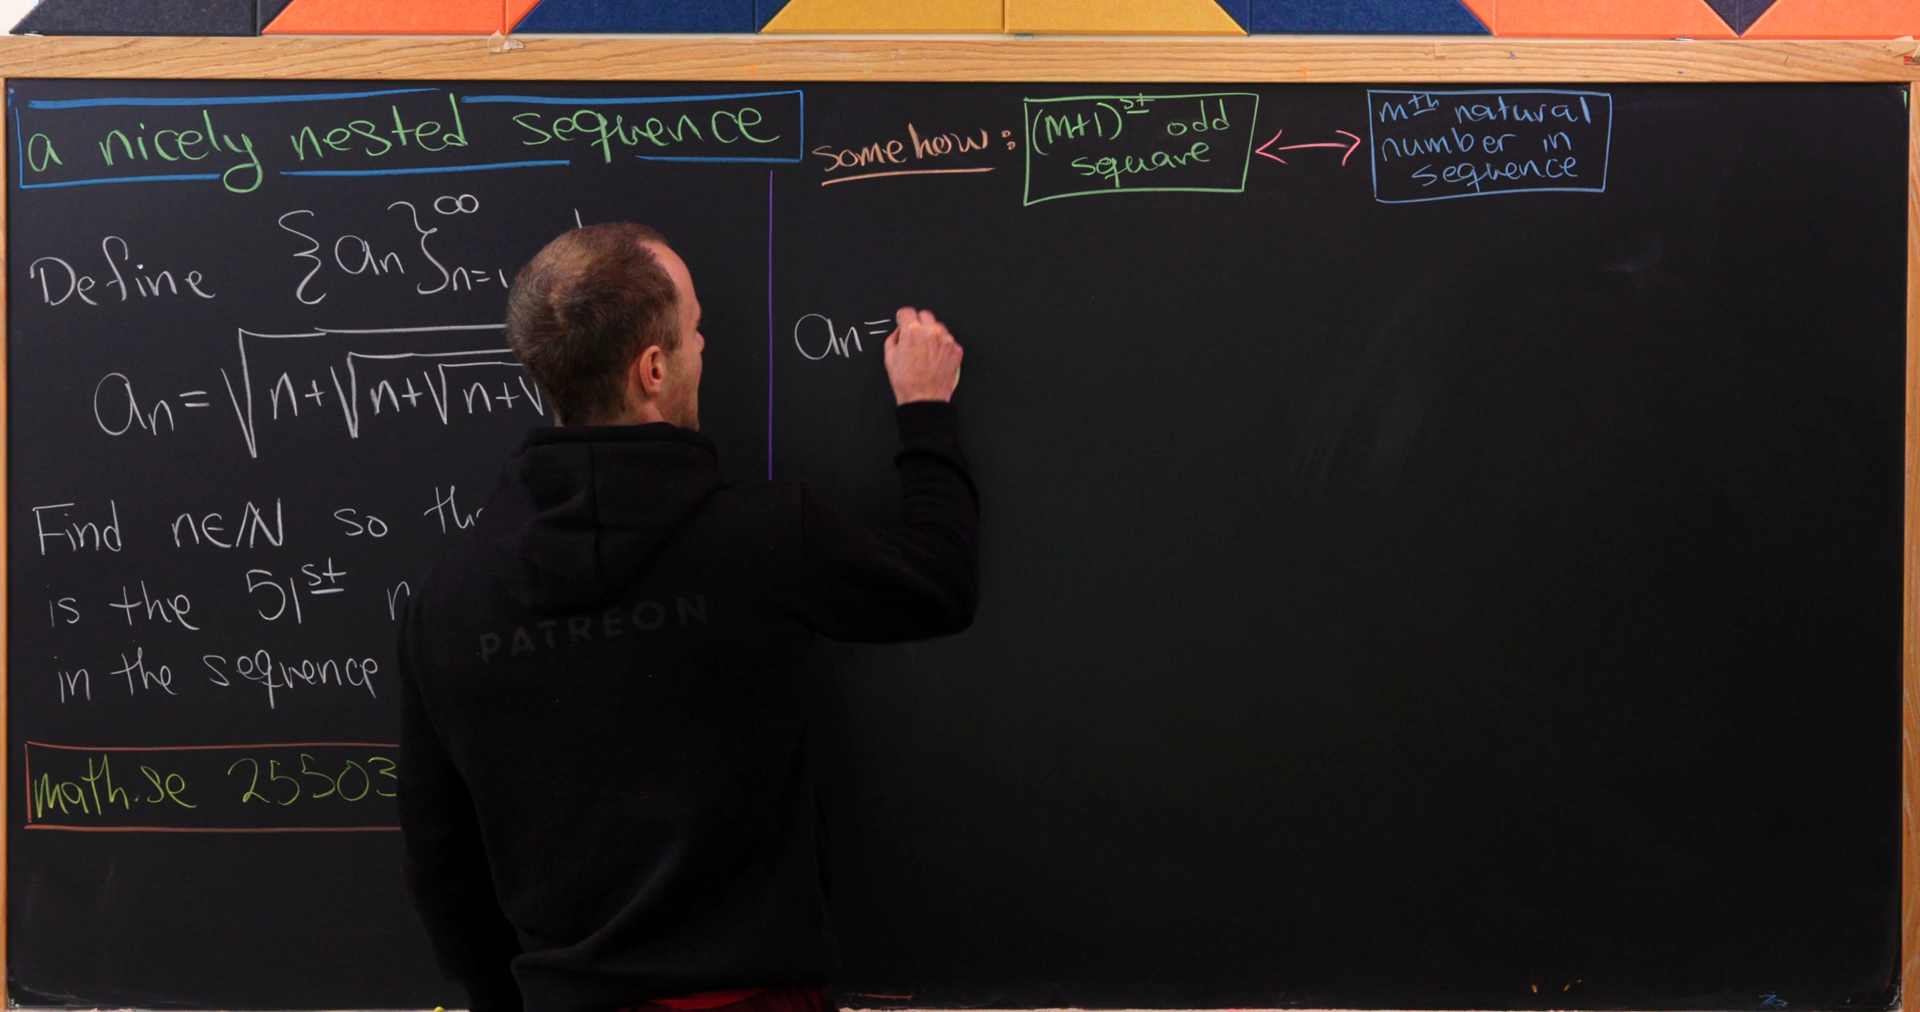 a nicely nested sequence
somehow:
(m+1)st odd
square
mth natural
number in
sequence
Define {an}∞n=1
an = √n+√n+√n+√
an=
Find n∈ℕ so
is the 51st
in the sequence
math.se 25503
PATREON